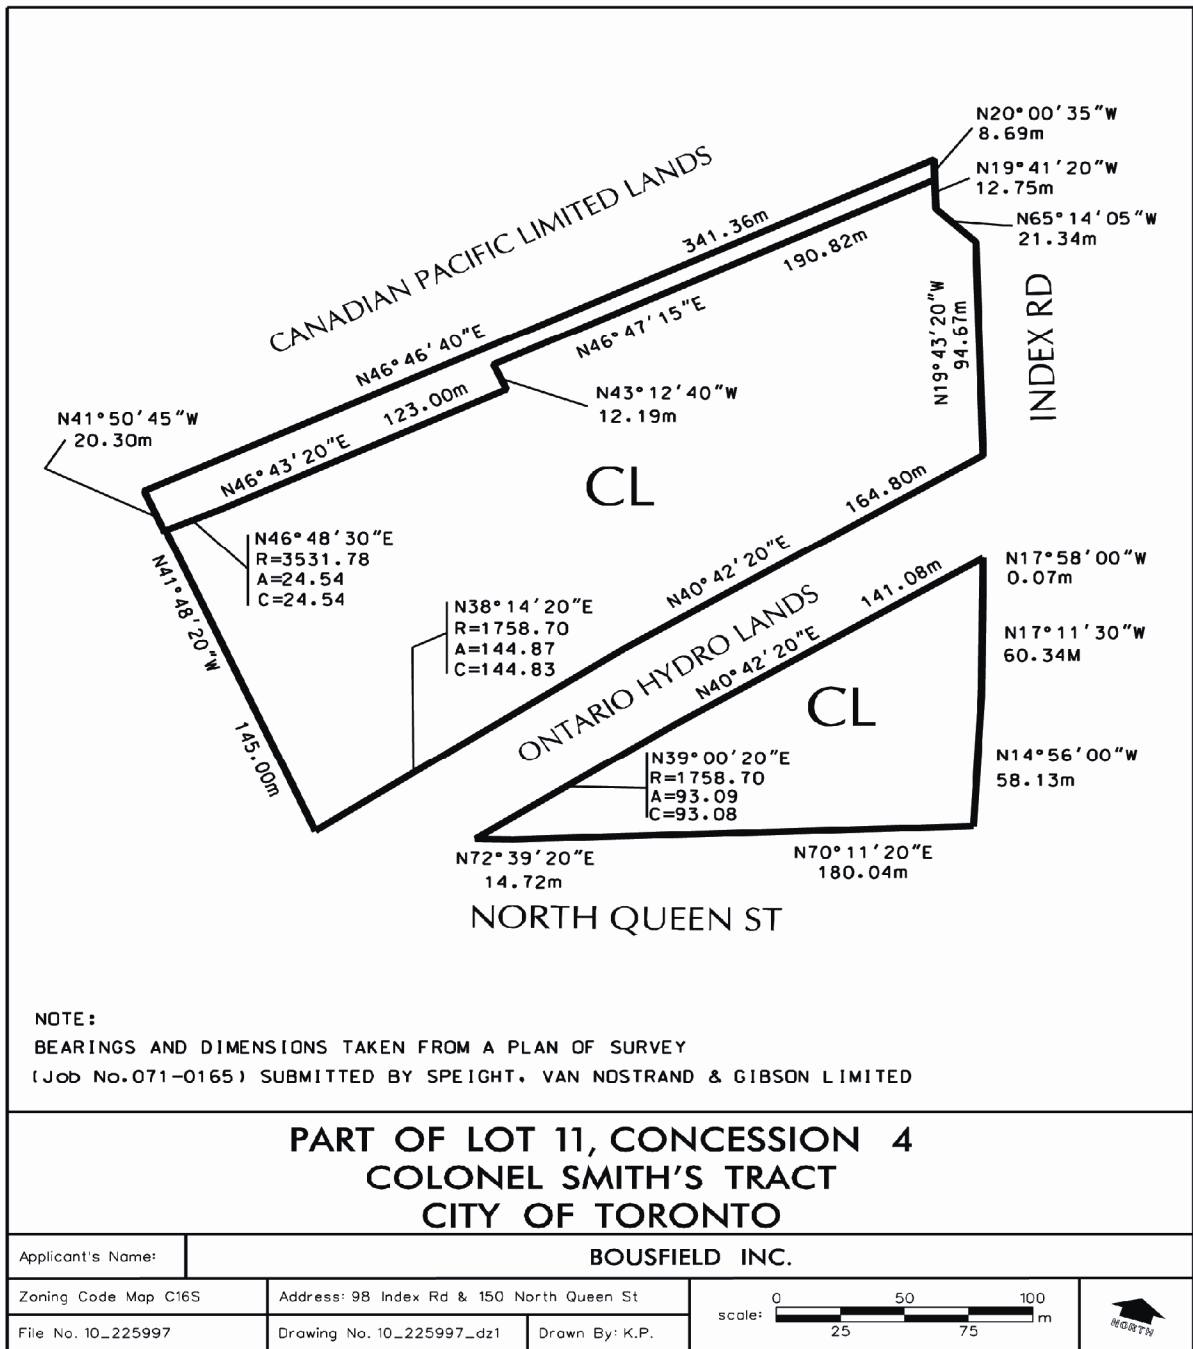 N20°00'35"W
8.69m
N19°41'20"W
12.75m
N65°14'05"W
21.34m
CANADIAN PACIFIC LIMITED LANDS
341.36m
190.82m
N46°46'40"E
N46°47'15"E
N19°43'20"W
94.67m
INDEX RD
N43°12'40"W
12.19m
N41°50'45"W
20.30m
123.00m
N46°43'20"E
CL
164.80m
N46°48'30"E
R=3531.78
A=24.54
C=24.54
N41°48'20"W
145.00m
N38°14'20"E
R=1758.70
A=144.87
C=144.83
N40°42'20"E
ONTARIO HYDRO LANDS
141.08m
N40°42'20"E
N17°58'00"W
0.07m
N17°11'30"W
60.34M
CL
N39°00'20"E
R=1758.70
A=93.09
C=93.08
N14°56'00"W
58.13m
N72°39'20"E
14.72m
N70°11'20"E
180.04m
NORTH QUEEN ST
NOTE:
BEARINGS AND DIMENSIONS TAKEN FROM A PLAN OF SURVEY
(Job No.071-0165) SUBMITTED BY SPEIGHT, VAN NOSTRAND & GIBSON LIMITED
PART OF LOT 11, CONCESSION 4
COLONEL SMITH'S TRACT
CITY OF TORONTO
Applicant's Name:
BOUSFIELD INC.
Zoning Code Map C16S
Address: 98 Index Rd & 150 North Queen St
File No. 10_225997
Drawing No. 10_225997_dz1
Drawn By: K.P.
scale:
0 50 100
m
25 75
NORTH